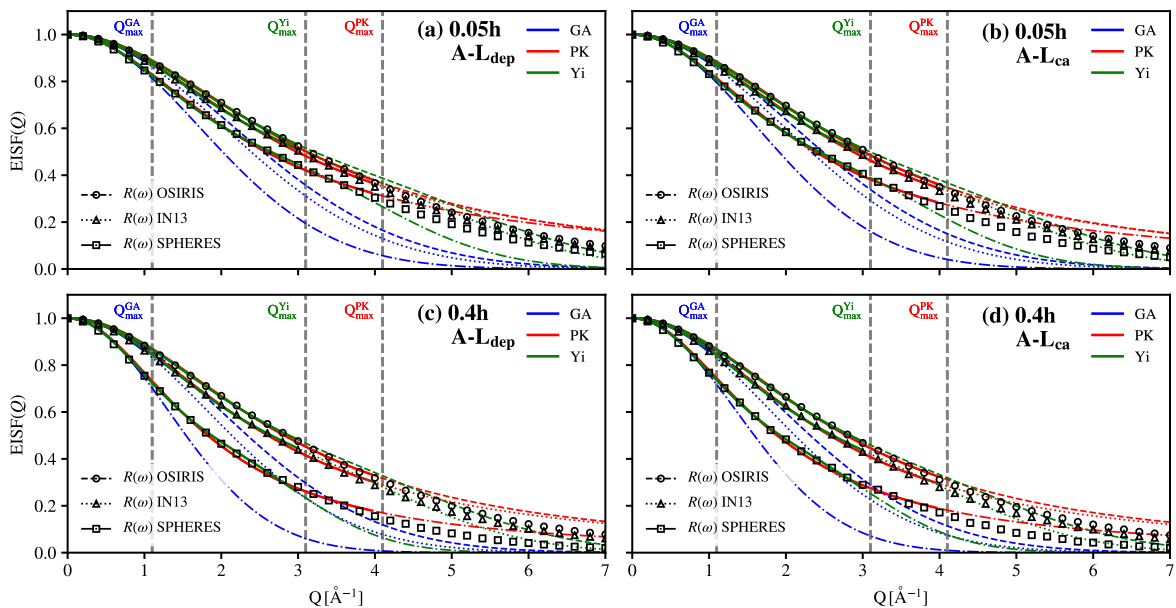 Q_max^GA Q_max^Yi Q_max^PK (a) 0.05h A-L_dep GA PK Yi
1.0
0.8
0.6
0.4
0.2
0.0
EISF(Q)
R(ω) OSIRIS
R(ω) IN13
R(ω) SPHERES
Q_max^GA Q_max^Yi Q_max^PK (b) 0.05h A-L_ca GA PK Yi
R(ω) OSIRIS
R(ω) IN13
R(ω) SPHERES
Q_max^GA Q_max^Yi Q_max^PK (c) 0.4h A-L_dep GA PK Yi
1.0
0.8
0.6
0.4
0.2
0.0
EISF(Q)
R(ω) OSIRIS
R(ω) IN13
R(ω) SPHERES
0 1 2 3 4 5 6 7
Q [Å⁻¹]
Q_max^GA Q_max^Yi Q_max^PK (d) 0.4h A-L_ca GA PK Yi
R(ω) OSIRIS
R(ω) IN13
R(ω) SPHERES
0 1 2 3 4 5 6 7
Q [Å⁻¹]